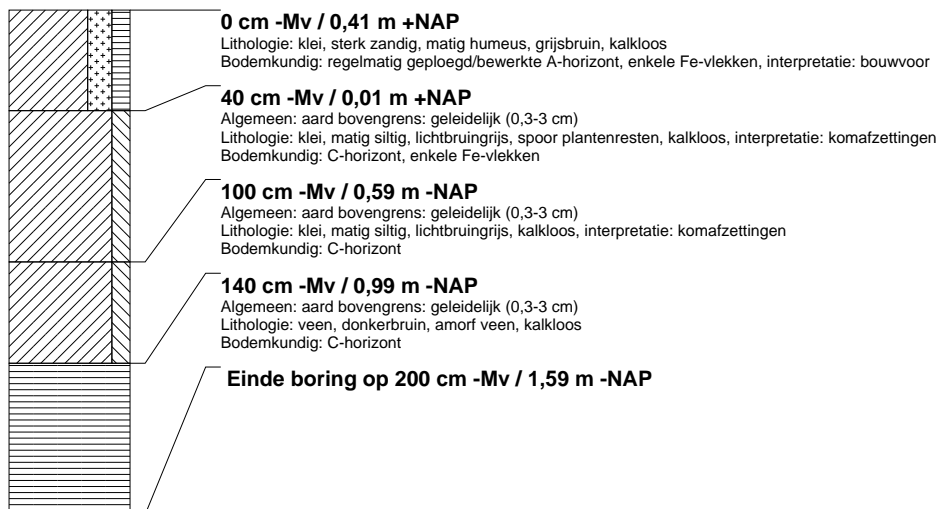 0 cm -Mv / 0,41 m +NAP
Lithologie: klei, sterk zandig, matig humeus, grijsbruin, kalkloos
Bodemkundig: regelmatig geploegd/bewerkte A-horizont, enkele Fe-vlekken, interpretatie: bouwvoor
40 cm -Mv / 0,01 m +NAP
Algemeen: aard bovengrens: geleidelijk (0,3-3 cm)
Lithologie: klei, matig siltig, lichtbruingrijs, spoor plantenresten, kalkloos, interpretatie: komafzettingen
Bodemkundig: C-horizont, enkele Fe-vlekken
100 cm -Mv / 0,59 m -NAP
Algemeen: aard bovengrens: geleidelijk (0,3-3 cm)
Lithologie: klei, matig siltig, lichtbruingrijs, kalkloos, interpretatie: komafzettingen
Bodemkundig: C-horizont
140 cm -Mv / 0,99 m -NAP
Algemeen: aard bovengrens: geleidelijk (0,3-3 cm)
Lithologie: veen, donkerbruin, amorf veen, kalkloos
Bodemkundig: C-horizont
Einde boring op 200 cm -Mv / 1,59 m -NAP